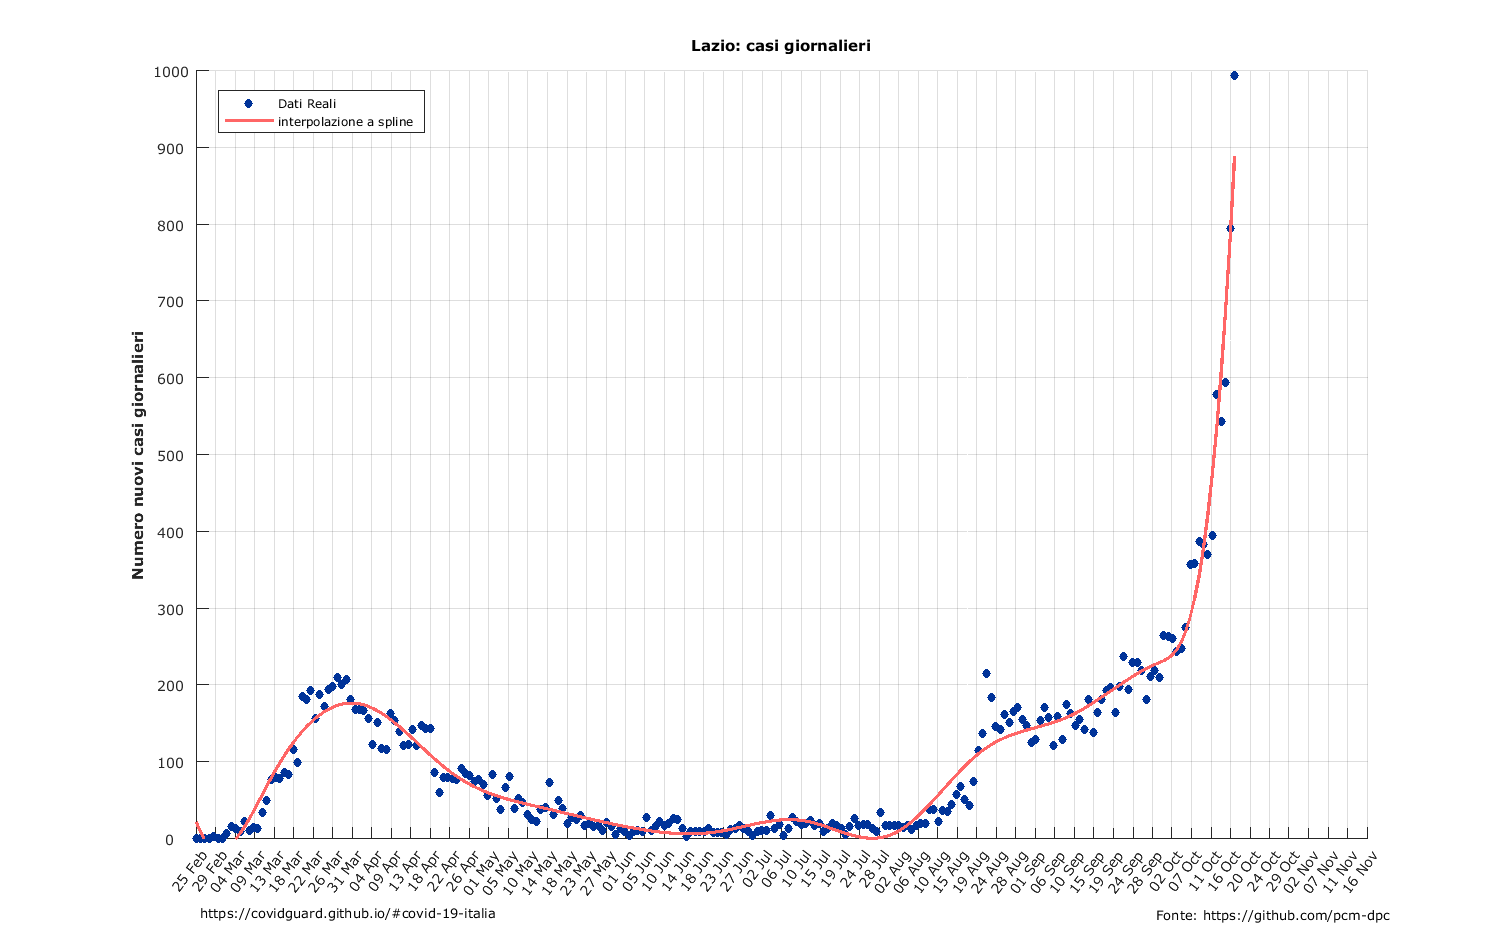 Lazio: casi giornalieri
1000
900
800
700
600
500
400
300
200
100
0
Numero nuovi casi giornalieri
Dati Reali
interpolazione a spline
25 Feb
29 Feb
04 Mar
09 Mar
13 Mar
18 Mar
22 Mar
26 Mar
31 Mar
04 Apr
09 Apr
13 Apr
18 Apr
22 Apr
26 Apr
01 May
05 May
10 May
14 May
18 May
23 May
27 May
01 Jun
05 Jun
10 Jun
14 Jun
18 Jun
23 Jun
27 Jun
02 Jul
06 Jul
10 Jul
15 Jul
19 Jul
24 Jul
28 Jul
02 Aug
06 Aug
10 Aug
15 Aug
19 Aug
24 Aug
28 Aug
01 Sep
06 Sep
10 Sep
15 Sep
19 Sep
24 Sep
28 Sep
02 Oct
07 Oct
11 Oct
16 Oct
20 Oct
24 Oct
29 Oct
02 Nov
07 Nov
11 Nov
16 Nov
https://covidguard.github.io/#covid-19-italia
Fonte: https://github.com/pcm-dpc